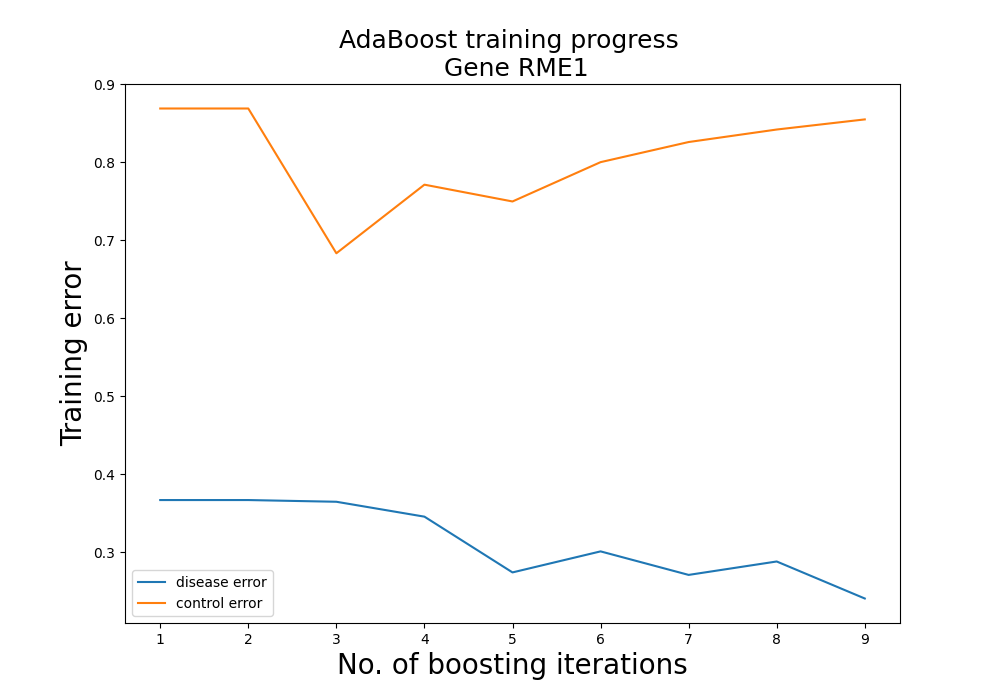 AdaBoost training progress
Gene RME1
Training error
0.9
0.8
0.7
0.6
0.5
0.4
0.3
disease error
control error
1 2 3 4 5 6 7 8 9
No. of boosting iterations